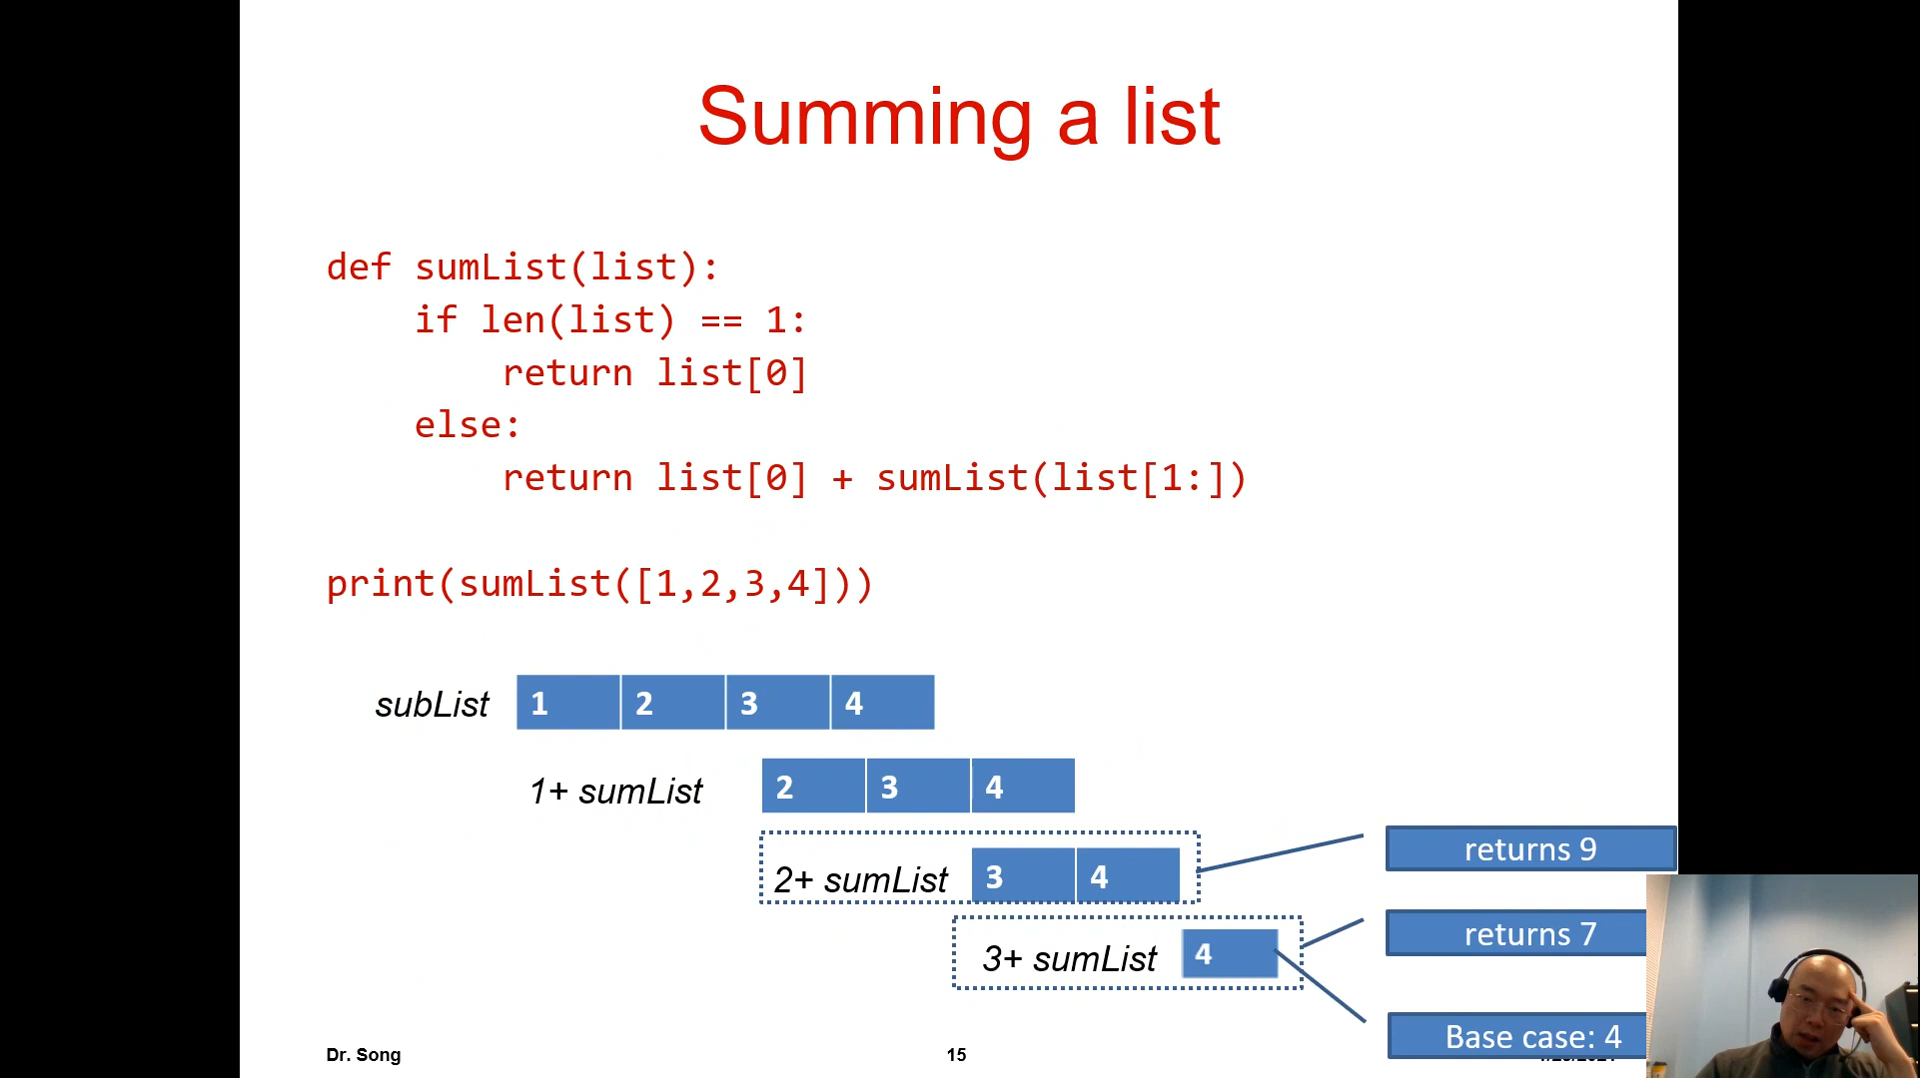 Summing a list
def sumList(list):
    if len(list) == 1:
        return list[0]
    else:
        return list[0] + sumList(list[1:])
print(sumList([1,2,3,4]))
subList 1 2 3 4
1+ sumList 2 3 4
2+ sumList 3 4
returns 9
3+ sumList 4
returns 7
Base case: 4
Dr. Song
15